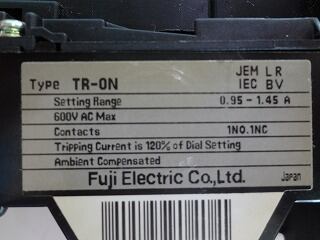 Type TR-0N JEM LR
IEC BV
Setting Range 0.95 - 1.45 A
600V AC Max
Contacts 1NO.1NC
Tripping Current is 120% of Dial Setting
Ambient Compensated
Fuji Electric Co.,Ltd. Japan